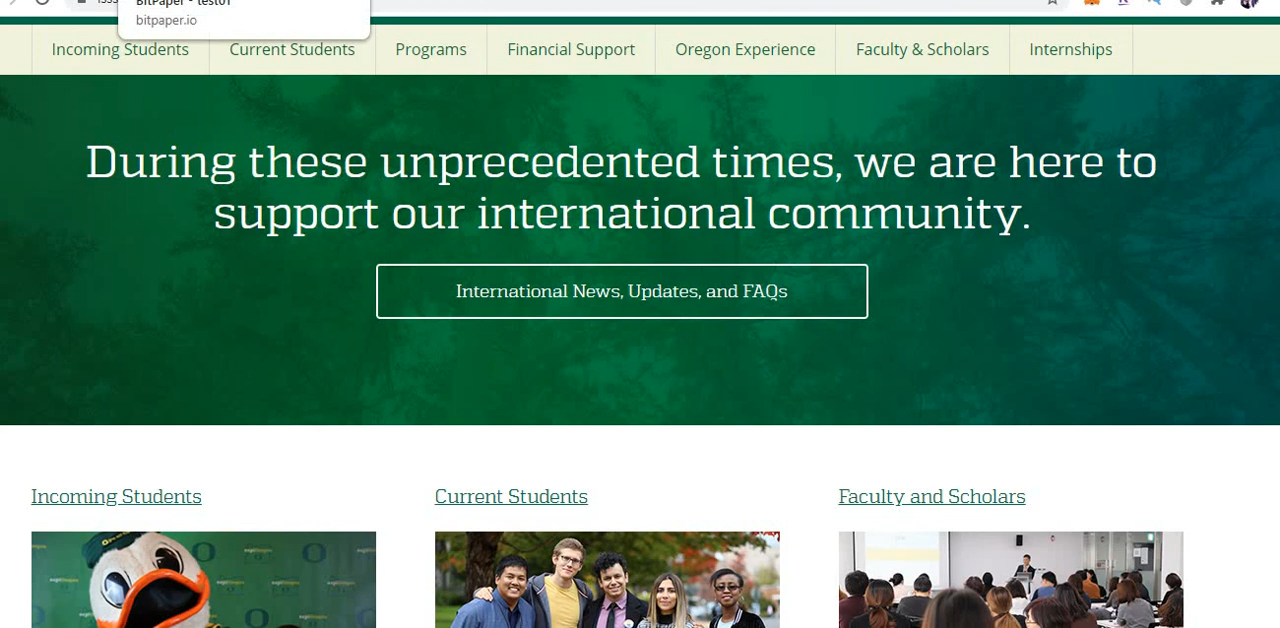 BitPaper - test01
bitpaper.io
Incoming Students
Current Students
Programs
Financial Support
Oregon Experience
Faculty & Scholars
Internships
During these unprecedented times, we are here to
support our international community.
International News, Updates, and FAQs
Incoming Students
Current Students
Faculty and Scholars